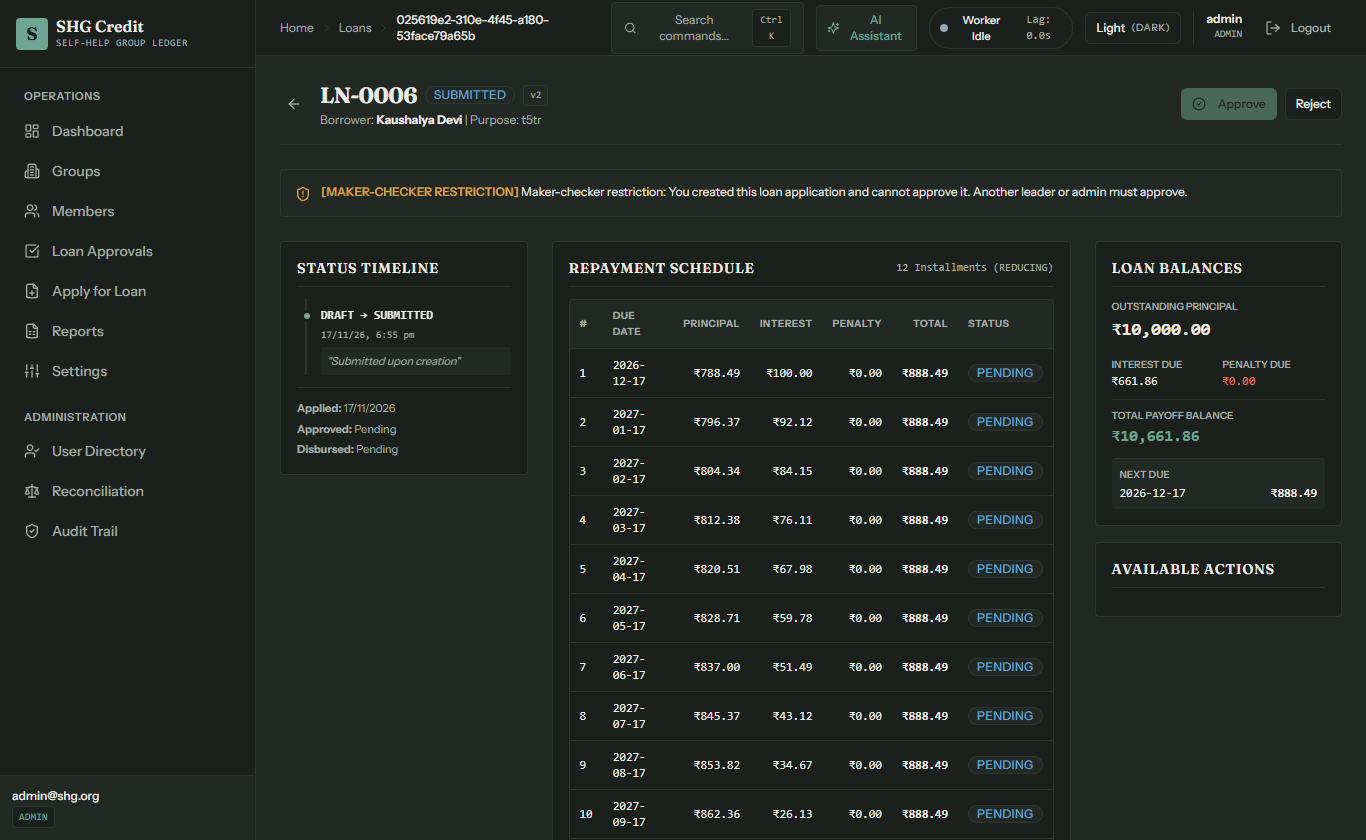 S
SHG Credit
SELF-HELP GROUP LEDGER
OPERATIONS
Dashboard
Groups
Members
Loan Approvals
Apply for Loan
Reports
Settings
ADMINISTRATION
User Directory
Reconciliation
Audit Trail
admin@shg.org
ADMIN
Home
Loans
025619e2-310e-4f45-a180-
53face79a65b
Search
commands...
Ctrl
K
AI
Assistant
Worker
Idle
Lag:
0.0s
Light (DARK)
admin
ADMIN
Logout
LN-0006 SUBMITTED v2
Borrower: Kaushalya Devi | Purpose: t5tr
Approve
Reject
[MAKER-CHECKER RESTRICTION] Maker-checker restriction: You created this loan application and cannot approve it. Another leader or admin must approve.
STATUS TIMELINE
DRAFT → SUBMITTED
17/11/26, 6:55 pm
"Submitted upon creation"
Applied: 17/11/2026
Approved: Pending
Disbursed: Pending
REPAYMENT SCHEDULE
12 Installments (REDUCING)
# DUE DATE PRINCIPAL INTEREST PENALTY TOTAL STATUS
1 2026-12-17 ₹788.49 ₹100.00 ₹0.00 ₹888.49 PENDING
2 2027-01-17 ₹796.37 ₹92.12 ₹0.00 ₹888.49 PENDING
3 2027-02-17 ₹804.34 ₹84.15 ₹0.00 ₹888.49 PENDING
4 2027-03-17 ₹812.38 ₹76.11 ₹0.00 ₹888.49 PENDING
5 2027-04-17 ₹820.51 ₹67.98 ₹0.00 ₹888.49 PENDING
6 2027-05-17 ₹828.71 ₹59.78 ₹0.00 ₹888.49 PENDING
7 2027-06-17 ₹837.00 ₹51.49 ₹0.00 ₹888.49 PENDING
8 2027-07-17 ₹845.37 ₹43.12 ₹0.00 ₹888.49 PENDING
9 2027-08-17 ₹853.82 ₹34.67 ₹0.00 ₹888.49 PENDING
10 2027-09-17 ₹862.36 ₹26.13 ₹0.00 ₹888.49 PENDING
LOAN BALANCES
OUTSTANDING PRINCIPAL
₹10,000.00
INTEREST DUE PENALTY DUE
₹661.86 ₹0.00
TOTAL PAYOFF BALANCE
₹10,661.86
NEXT DUE
2026-12-17 ₹888.49
AVAILABLE ACTIONS